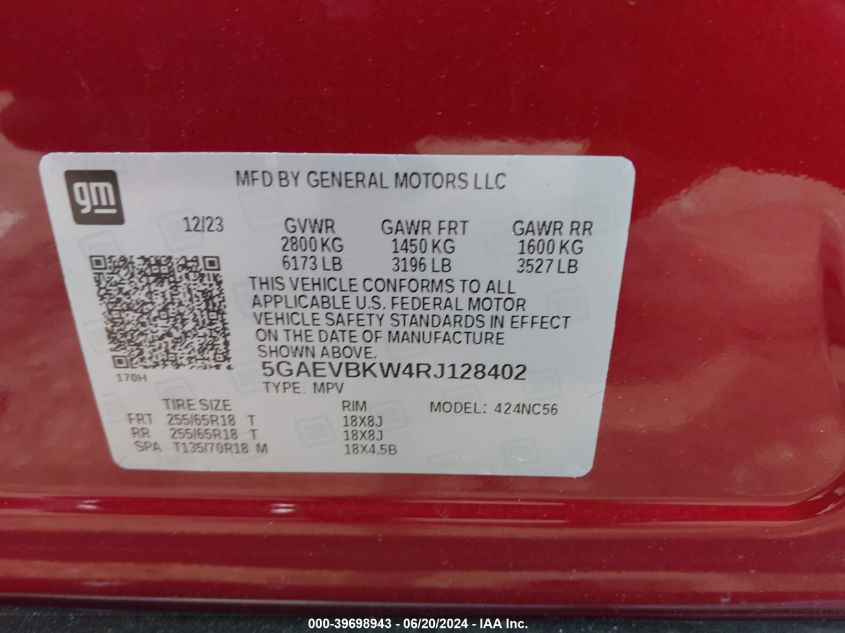 gm
MFD BY GENERAL MOTORS LLC
12/23 GVWR GAWR FRT GAWR RR
2800 KG 1450 KG 1600 KG
6173 LB 3196 LB 3527 LB
THIS VEHICLE CONFORMS TO ALL
APPLICABLE U.S. FEDERAL MOTOR
VEHICLE SAFETY STANDARDS IN EFFECT
ON THE DATE OF MANUFACTURE
SHOWN ABOVE.
170H 5GAEVBKW4RJ128402
TYPE: MPV
TIRE SIZE RIM MODEL: 424NC56
FRT 255/65R18 T 18X8J
RR 255/65R18 T 18X8J
SPA T135/70R18 M 18X4.5B
000-39698943 - 06/20/2024 - IAA Inc.